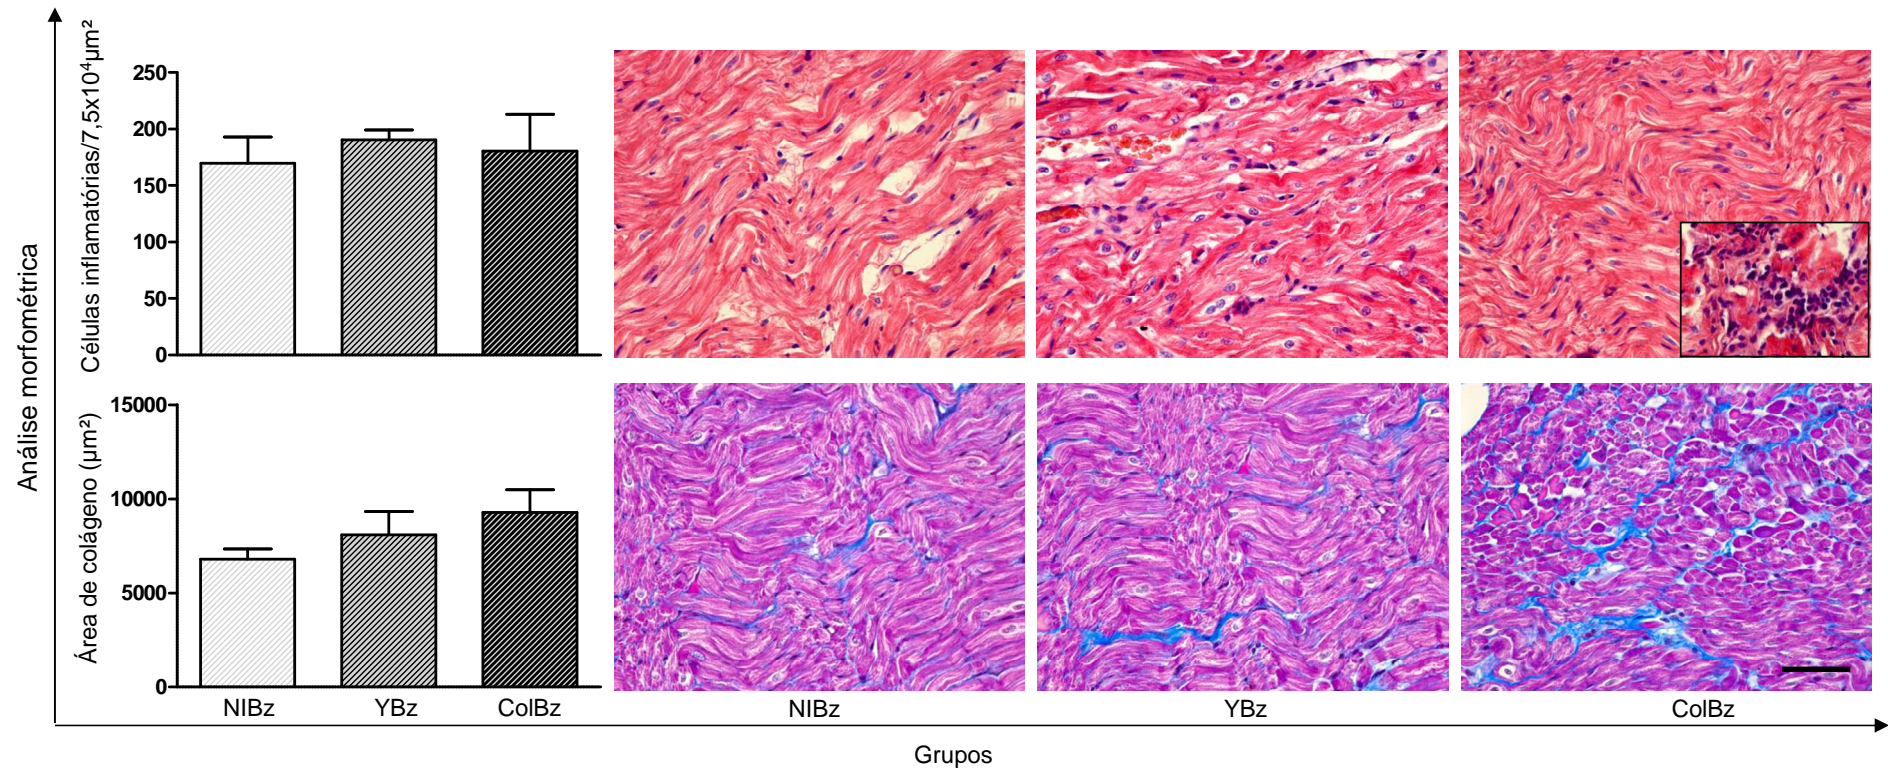 Análise morfométrica
Células inflamatórias/7,5x10⁴µm²
250
200
150
100
50
0
Área de colágeno (µm²)
15000
10000
5000
0
NIBz
YBz
ColBz
NIBz
YBz
ColBz
Grupos